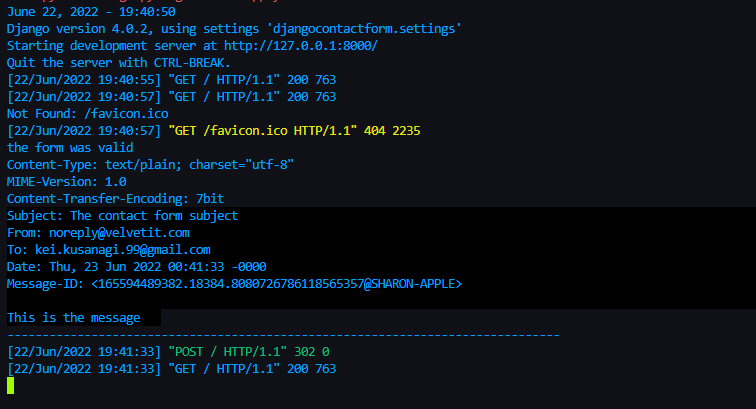 June 22, 2022 - 19:40:50
Django version 4.0.2, using settings 'djangocontactform.settings'
Starting development server at http://127.0.0.1:8000/
Quit the server with CTRL-BREAK.
[22/Jun/2022 19:40:55] "GET / HTTP/1.1" 200 763
[22/Jun/2022 19:40:57] "GET / HTTP/1.1" 200 763
Not Found: /favicon.ico
[22/Jun/2022 19:40:57] "GET /favicon.ico HTTP/1.1" 404 2235
the form was valid
Content-Type: text/plain; charset="utf-8"
MIME-Version: 1.0
Content-Transfer-Encoding: 7bit
Subject: The contact form subject
From: noreply@velvetit.com
To: kei.kusanagi.99@gmail.com
Date: Thu, 23 Jun 2022 00:41:33 -0000
Message-ID: <165594489382.18384.8080726786118565357@SHARON-APPLE>
This is the message
-------------------------------------------------------------------------------
[22/Jun/2022 19:41:33] "POST / HTTP/1.1" 302 0
[22/Jun/2022 19:41:33] "GET / HTTP/1.1" 200 763